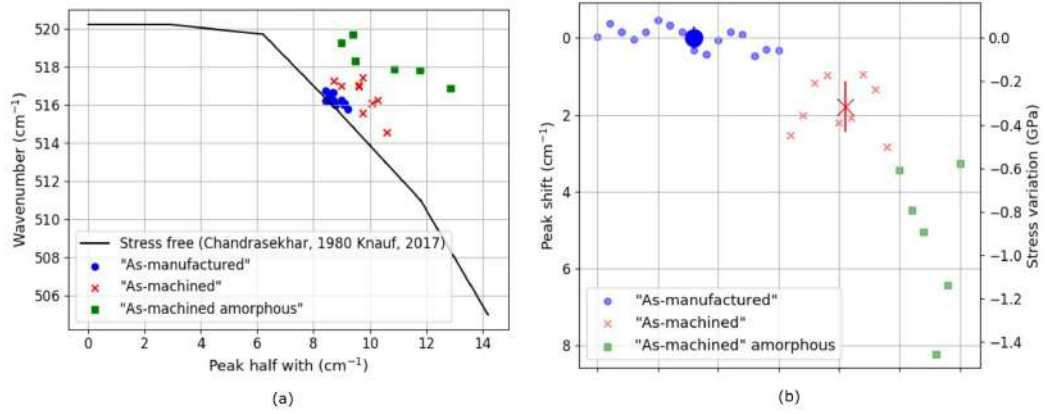 520
518
516
514
512
510
508
506
Wavenumber (cm⁻¹)
Stress free (Chandrasekhar, 1980 Knauf, 2017)
"As-manufactured"
"As-machined"
"As-machined amorphous"
0
2
4
6
8
10
12
14
Peak half with (cm⁻¹)
(a)
0
2
4
6
8
Peak shift (cm⁻¹)
"As-manufactured"
"As-machined"
"As-machined" amorphous
0.0
−0.2
−0.4
−0.6
−0.8
−1.0
−1.2
−1.4
Stress variation (GPa)
(b)